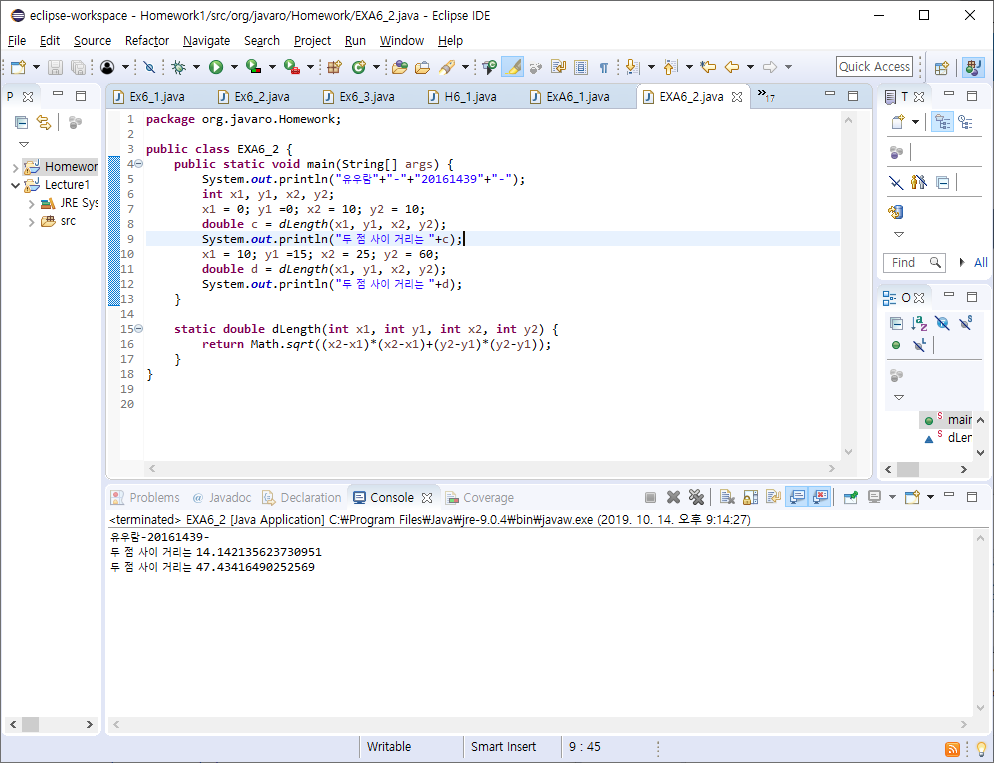 eclipse-workspace - Homework1/src/org/javaro/Homework/EXA6_2.java - Eclipse IDE
File Edit Source Refactor Navigate Search Project Run Window Help
Quick Access
P
Homewor
Lecture1
JRE Sys
src
Ex6_1.java Ex6_2.java Ex6_3.java H6_1.java ExA6_1.java EXA6_2.java »17
1 package org.javaro.Homework;
2
3 public class EXA6_2 {
4 public static void main(String[] args) {
5 System.out.println("유우람"+"-"+"20161439"+"-");
6 int x1, y1, x2, y2;
7 x1 = 0; y1 =0; x2 = 10; y2 = 10;
8 double c = dLength(x1, y1, x2, y2);
9 System.out.println("두 점 사이 거리는 "+c);
10 x1 = 10; y1 =15; x2 = 25; y2 = 60;
11 double d = dLength(x1, y1, x2, y2);
12 System.out.println("두 점 사이 거리는 "+d);
13 }
14
15 static double dLength(int x1, int y1, int x2, int y2) {
16 return Math.sqrt((x2-x1)*(x2-x1)+(y2-y1)*(y2-y1));
17 }
18 }
19
20
T
Find All
O
main
dLen
Problems @ Javadoc Declaration Console Coverage
<terminated> EXA6_2 [Java Application] C:₩Program Files₩Java₩jre-9.0.4₩bin₩javaw.exe (2019. 10. 14. 오후 9:14:27)
유우람-20161439-
두 점 사이 거리는 14.142135623730951
두 점 사이 거리는 47.43416490252569
Writable Smart Insert 9 : 45